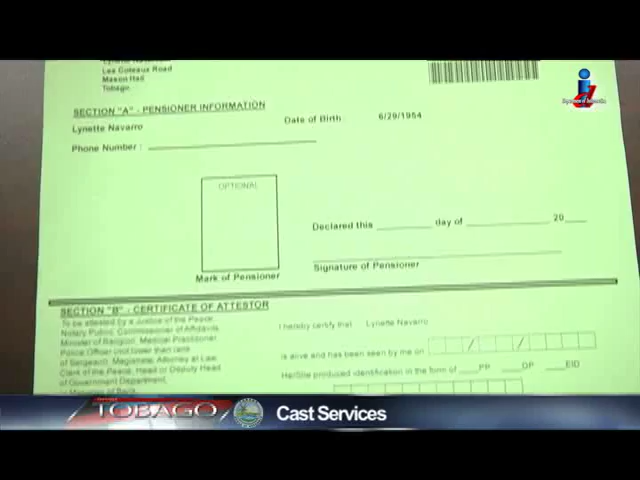 Les Coteaux Road
Mason Hall
Tobago
SECTION "A" - PENSIONER INFORMATION
Lynette Navarro
Date of Birth 6/29/1954
Phone Number :
OPTIONAL
Declared this day of 20
Mark of Pensioner
Signature of Pensioner
SECTION "B" - CERTIFICATE OF ATTESTOR
To be attested by a Justice of the Peace,
Notary Public, Commissioner of Affidavits,
Minister of Religion, Medical Practitioner
Police Officer (not lower than rank
of Sergeant), Magistrate, Attorney at Law,
Clerk of the Peace, Head or Deputy Head
of Government Department,
or Manager of Bank
I hereby certify that Lynette Navarro
is alive and has been seen by me on / /
He/She produced identification in the form of PP DP EID
TOBAGO
Cast Services